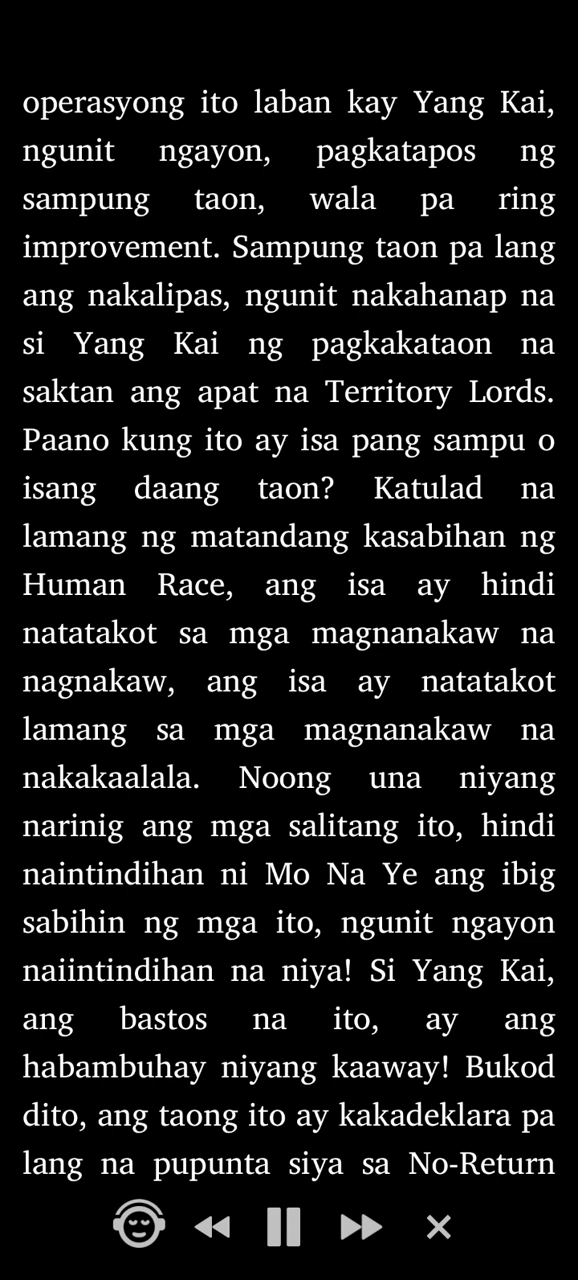 operasyong ito laban kay Yang Kai,
ngunit ngayon, pagkatapos ng
sampung taon, wala pa ring
improvement. Sampung taon pa lang
ang nakalipas, ngunit nakahanap na
si Yang Kai ng pagkakataon na
saktan ang apat na Territory Lords.
Paano kung ito ay isa pang sampu o
isang daang taon? Katulad na
lamang ng matandang kasabihan ng
Human Race, ang isa ay hindi
natatakot sa mga magnanakaw na
nagnakaw, ang isa ay natatakot
lamang sa mga magnanakaw na
nakakaalala. Noong una niyang
narinig ang mga salitang ito, hindi
naintindihan ni Mo Na Ye ang ibig
sabihin ng mga ito, ngunit ngayon
naiintindihan na niya! Si Yang Kai,
ang bastos na ito, ay ang
habambuhay niyang kaaway! Bukod
dito, ang taong ito ay kakadeklara pa
lang na pupunta siya sa No-Return